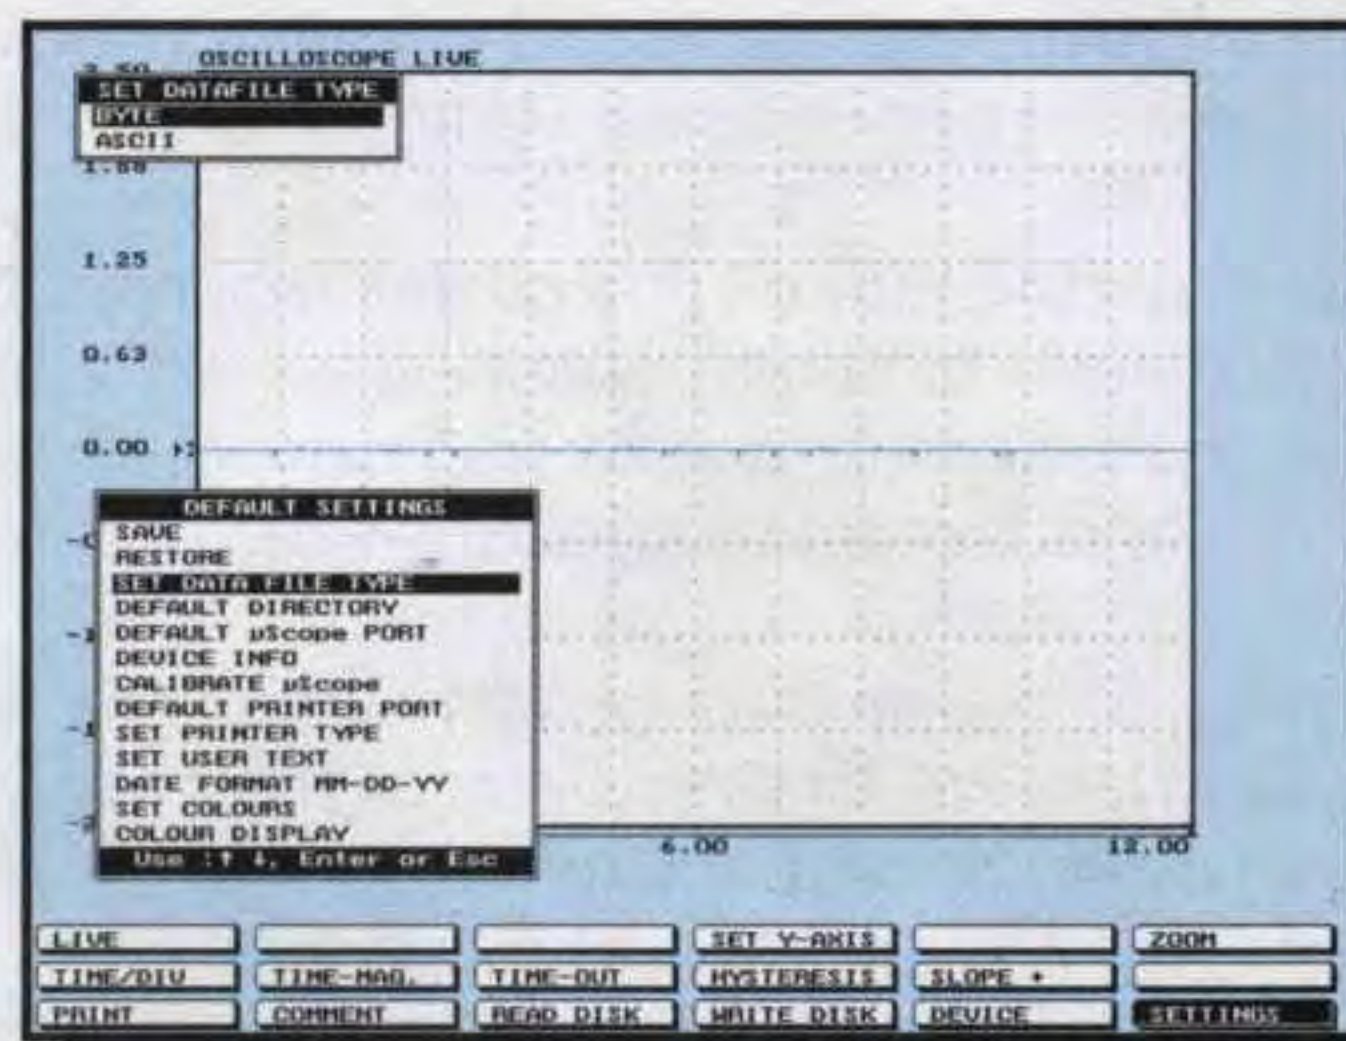 OSCILLOSCOPE LIVE
SET DATAFILE TYPE
BYTE
ASCII
1.88
1.25
0.63
0.00
DEFAULT SETTINGS
SAVE
RESTORE
SET DATA FILE TYPE
DEFAULT DIRECTORY
DEFAULT µScope PORT
DEVICE INFO
CALIBRATE µScope
DEFAULT PRINTER PORT
SET PRINTER TYPE
SET USER TEXT
DATE FORMAT MM-DD-YY
SET COLOURS
COLOUR DISPLAY
Use :↑ ↓, Enter or Esc
6.00 12.00
LIVE SET Y-AXIS ZOOM
TIME/DIV TIME-MAG. TIME-OUT HYSTERESIS SLOPE +
PRINT COMMENT READ DISK WRITE DISK DEVICE SETTINGS